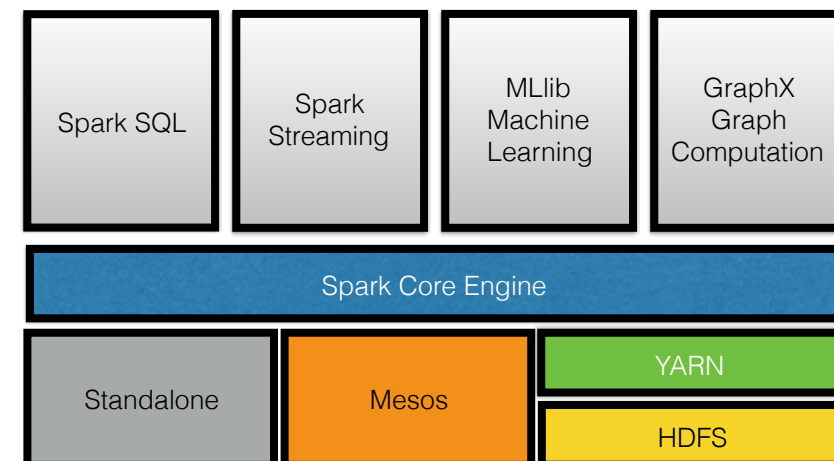 Spark SQL
Spark
Streaming
MLlib
Machine
Learning
GraphX
Graph
Computation
Spark Core Engine
Standalone
Mesos
YARN
HDFS